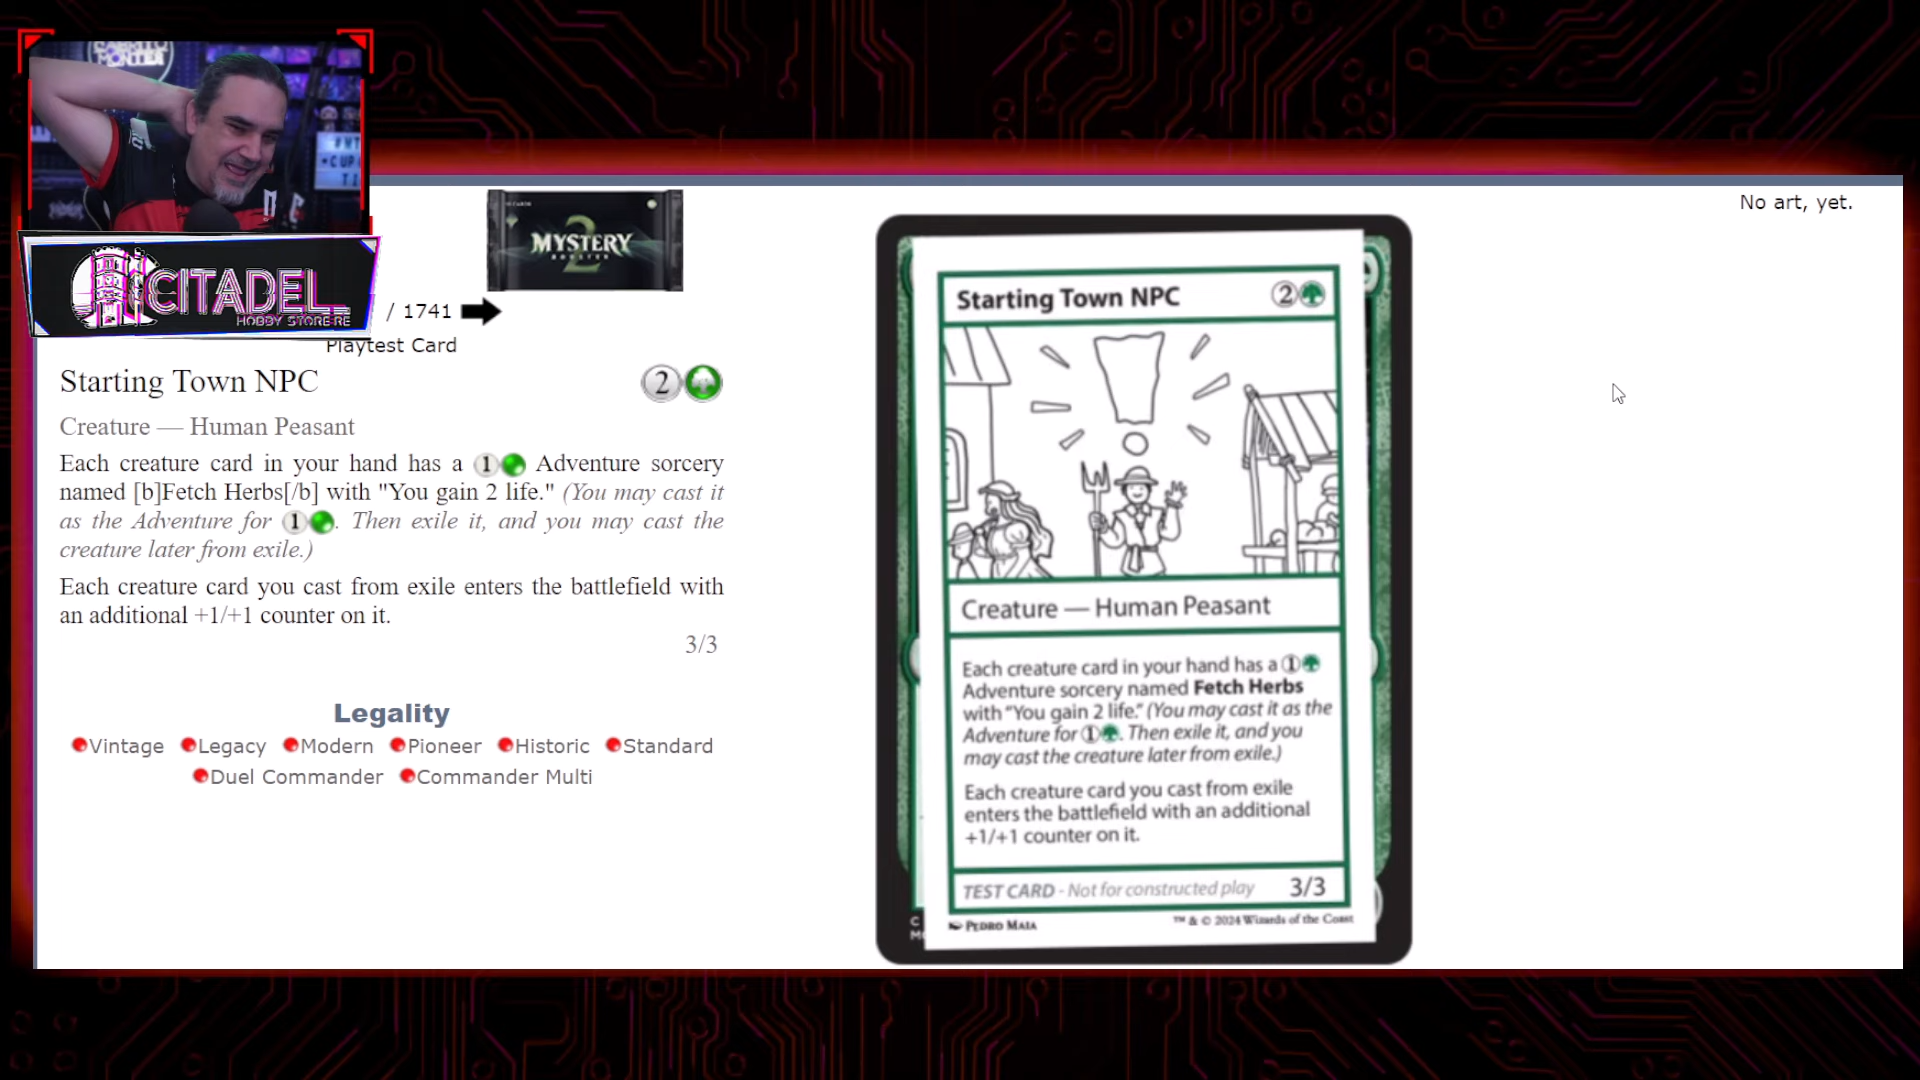 MONTEA
CITADEL
HOBBY STORE-RE
MYSTERY
2
BOOSTER
No art, yet.
/ 1741
Playtest Card
Starting Town NPC 2
Creature — Human Peasant
Each creature card in your hand has a 1 Adventure sorcery
named [b]Fetch Herbs[/b] with "You gain 2 life." (You may cast it
as the Adventure for 1 . Then exile it, and you may cast the
creature later from exile.)
Each creature card you cast from exile enters the battlefield with
an additional +1/+1 counter on it.
3/3
Legality
Vintage Legacy Modern Pioneer Historic Standard
Duel Commander Commander Multi
Starting Town NPC 2
Creature — Human Peasant
Each creature card in your hand has a 1
Adventure sorcery named Fetch Herbs
with "You gain 2 life." (You may cast it as the
Adventure for 1 . Then exile it, and you
may cast the creature later from exile.)
Each creature card you cast from exile
enters the battlefield with an additional
+1/+1 counter on it.
TEST CARD - Not for constructed play 3/3
PEDRO MAIA ™ & © 2024 Wizards of the Coast